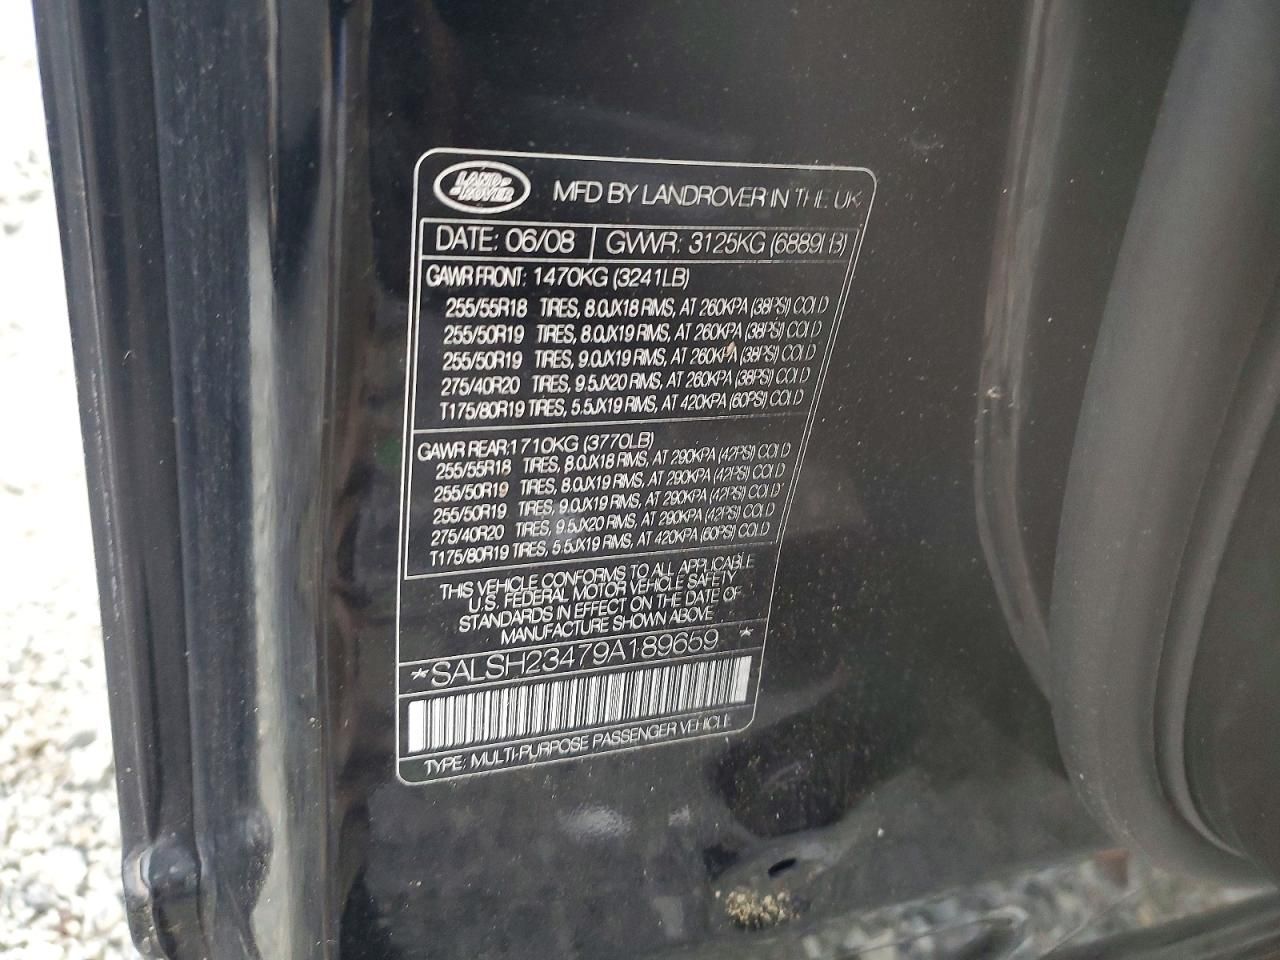 LAND ROVER MFD BY LANDROVER IN THE UK
DATE: 06/08 GVWR: 3125KG (6889LB)
GAWR FRONT: 1470KG (3241LB)
255/55R18 TIRES, 8.0JX18 RIMS, AT 260KPA (38PSI) COLD
255/50R19 TIRES, 8.0JX19 RIMS, AT 260KPA (38PSI) COLD
255/50R19 TIRES, 9.0JX19 RIMS, AT 260KPA (38PSI) COLD
275/40R20 TIRES, 9.5JX20 RIMS, AT 260KPA (38PSI) COLD
T175/80R19 TIRES, 5.5JX19 RIMS, AT 420KPA (60PSI) COLD
GAWR REAR:1710KG (3770LB)
255/55R18 TIRES, 8.0JX18 RIMS, AT 290KPA (42PSI) COLD
255/50R19 TIRES, 8.0JX19 RIMS, AT 290KPA (42PSI) COLD
255/50R19 TIRES, 9.0JX19 RIMS, AT 290KPA (42PSI) COLD
275/40R20 TIRES, 9.5JX20 RIMS, AT 290KPA (42PSI) COLD
T175/80R19 TIRES, 5.5JX19 RIMS, AT 420KPA (60PSI) COLD
THIS VEHICLE CONFORMS TO ALL APPLICABLE
U.S. FEDERAL MOTOR VEHICLE SAFETY
STANDARDS IN EFFECT ON THE DATE OF
MANUFACTURE SHOWN ABOVE
*SALSH23479A189659 *
TYPE: MULTI-PURPOSE PASSENGER VEHICLE